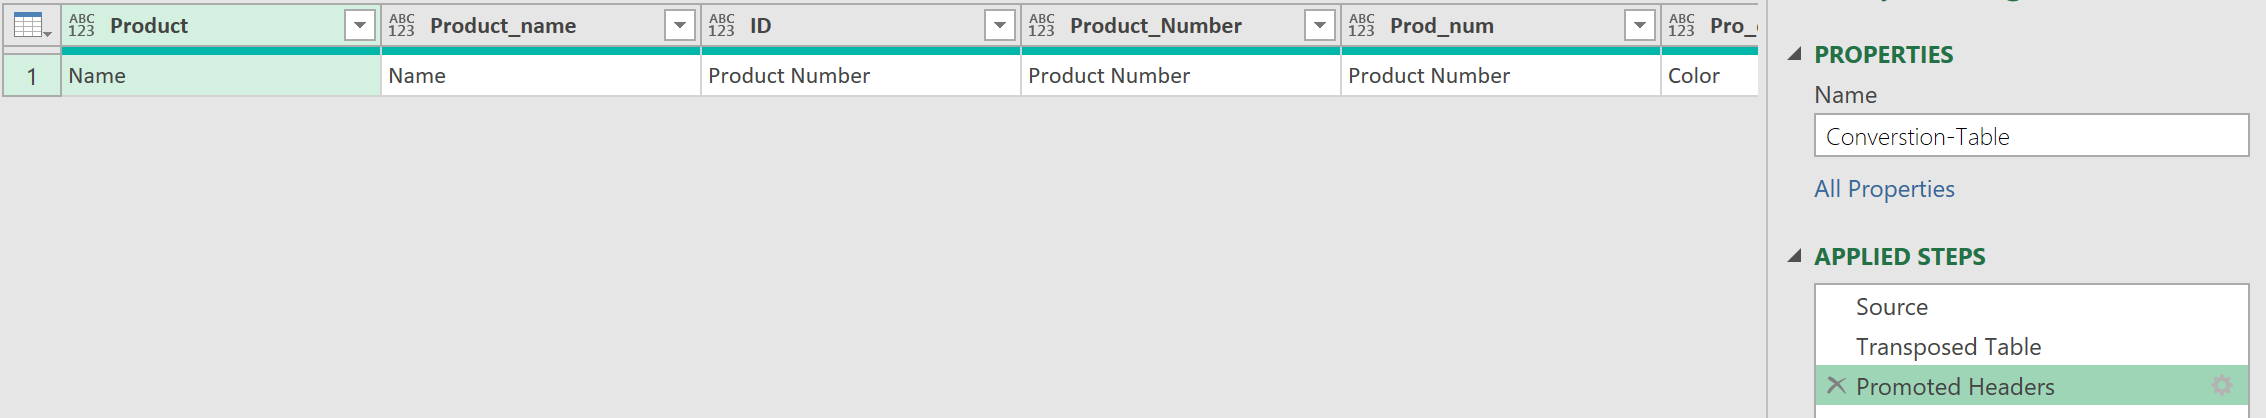 ABC 123 Product ABC 123 Product_name ABC 123 ID ABC 123 Product_Number ABC 123 Prod_num ABC 123
1 Name Name Product Number Product Number Product Number Color
PROPERTIES
Name
Converstion-Table
All Properties
APPLIED STEPS
Source
Transposed Table
Promoted Headers